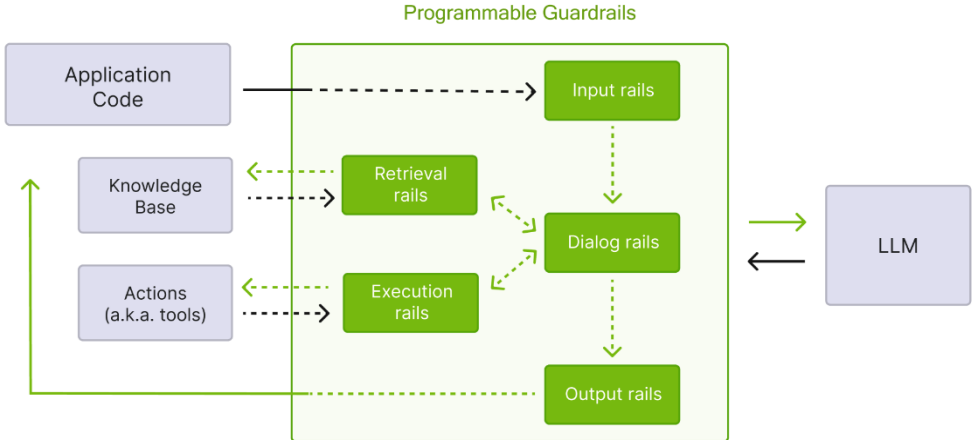 Programmable Guardrails
Application
Code
Input rails
Knowledge
Base
Retrieval
rails
Dialog rails
LLM
Actions
(a.k.a. tools)
Execution
rails
Output rails